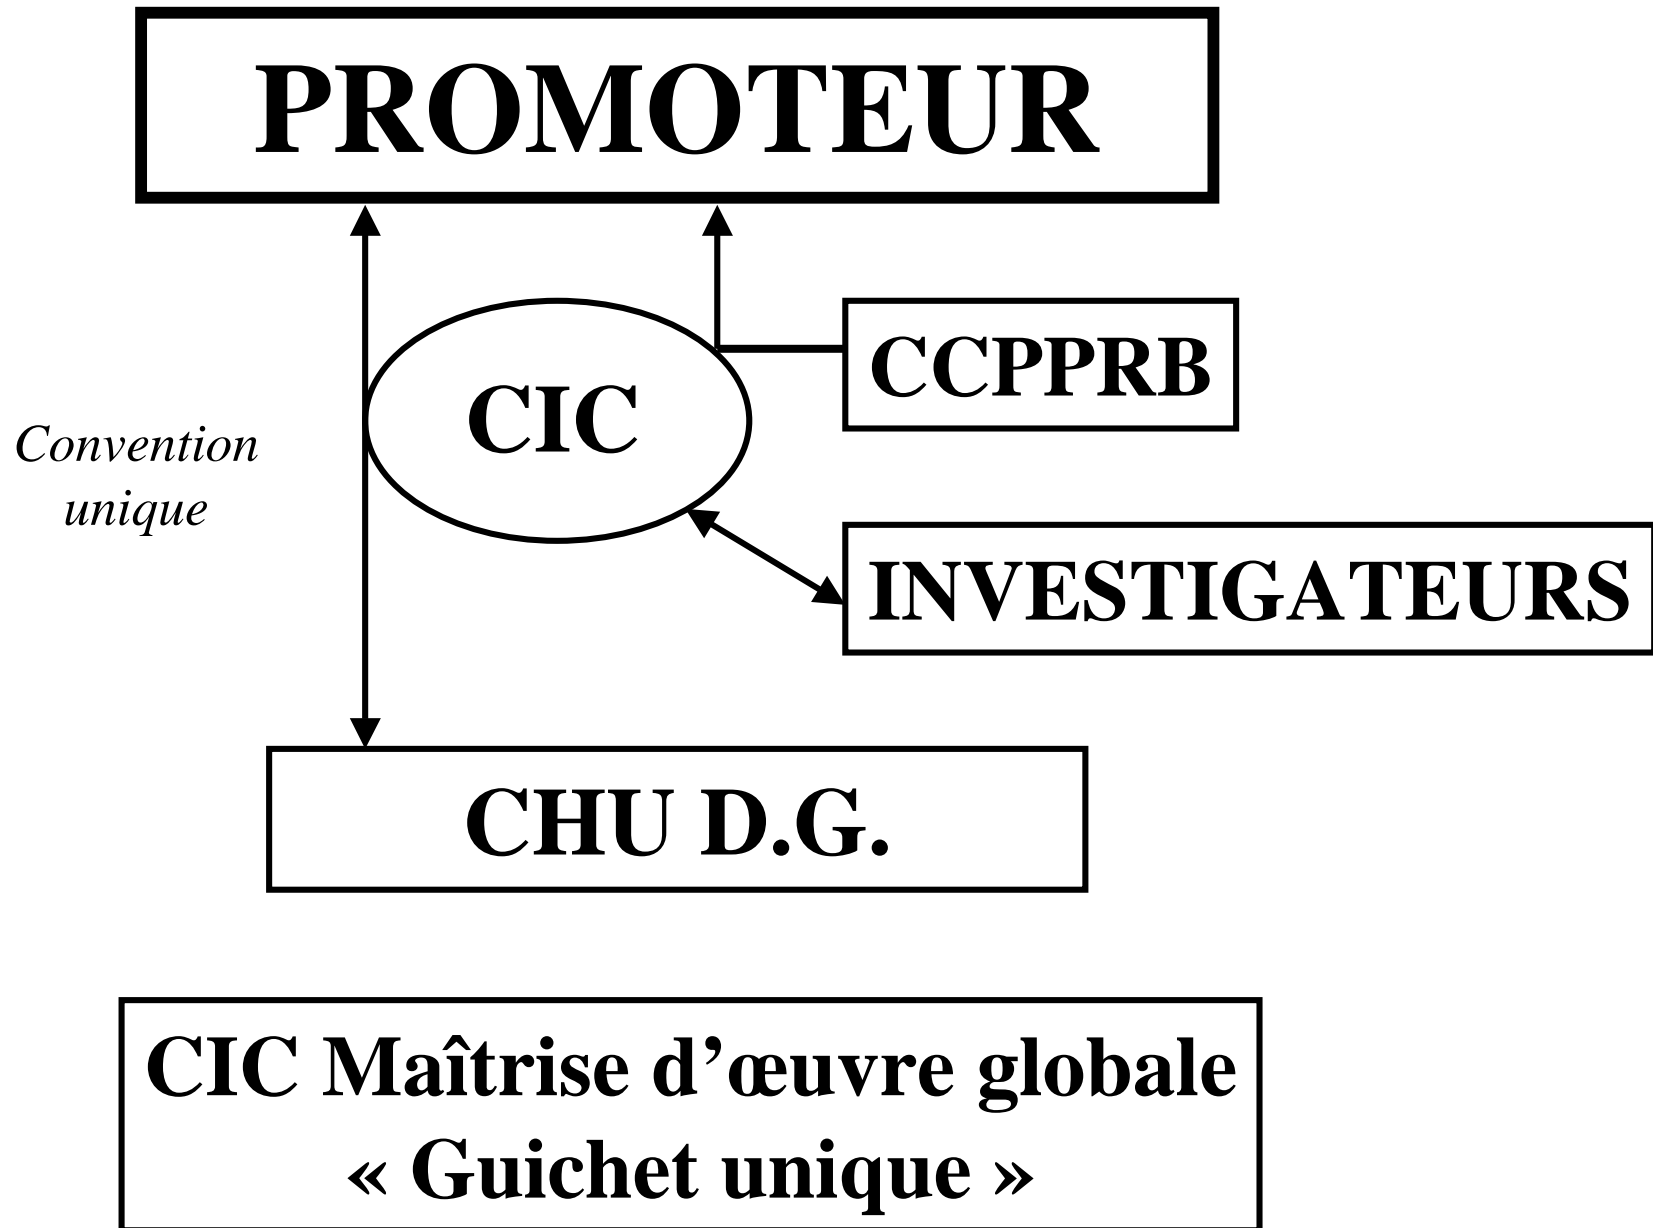 PROMOTEUR
CCPPRB
CIC
Convention
unique
INVESTIGATEURS
CHU D.G.
CIC Maîtrise d’œuvre globale
« Guichet unique »